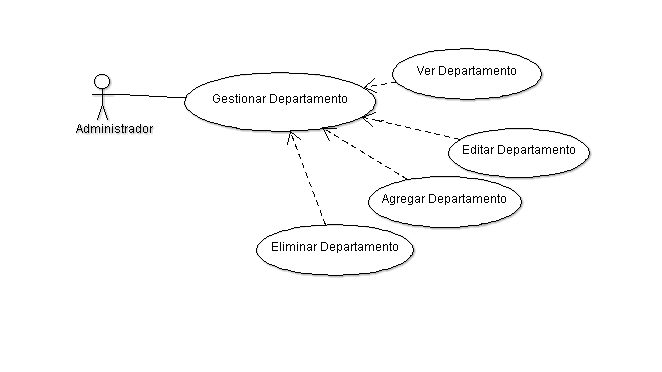 Ver Departamento
Gestionar Departamento
Administrador
Editar Departamento
Agregar Departamento
Eliminar Departamento